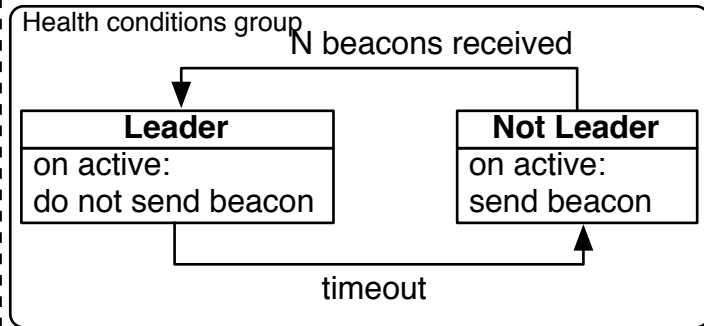 Health conditions group
N beacons received
Leader
on active:
do not send beacon
Not Leader
on active:
send beacon
timeout